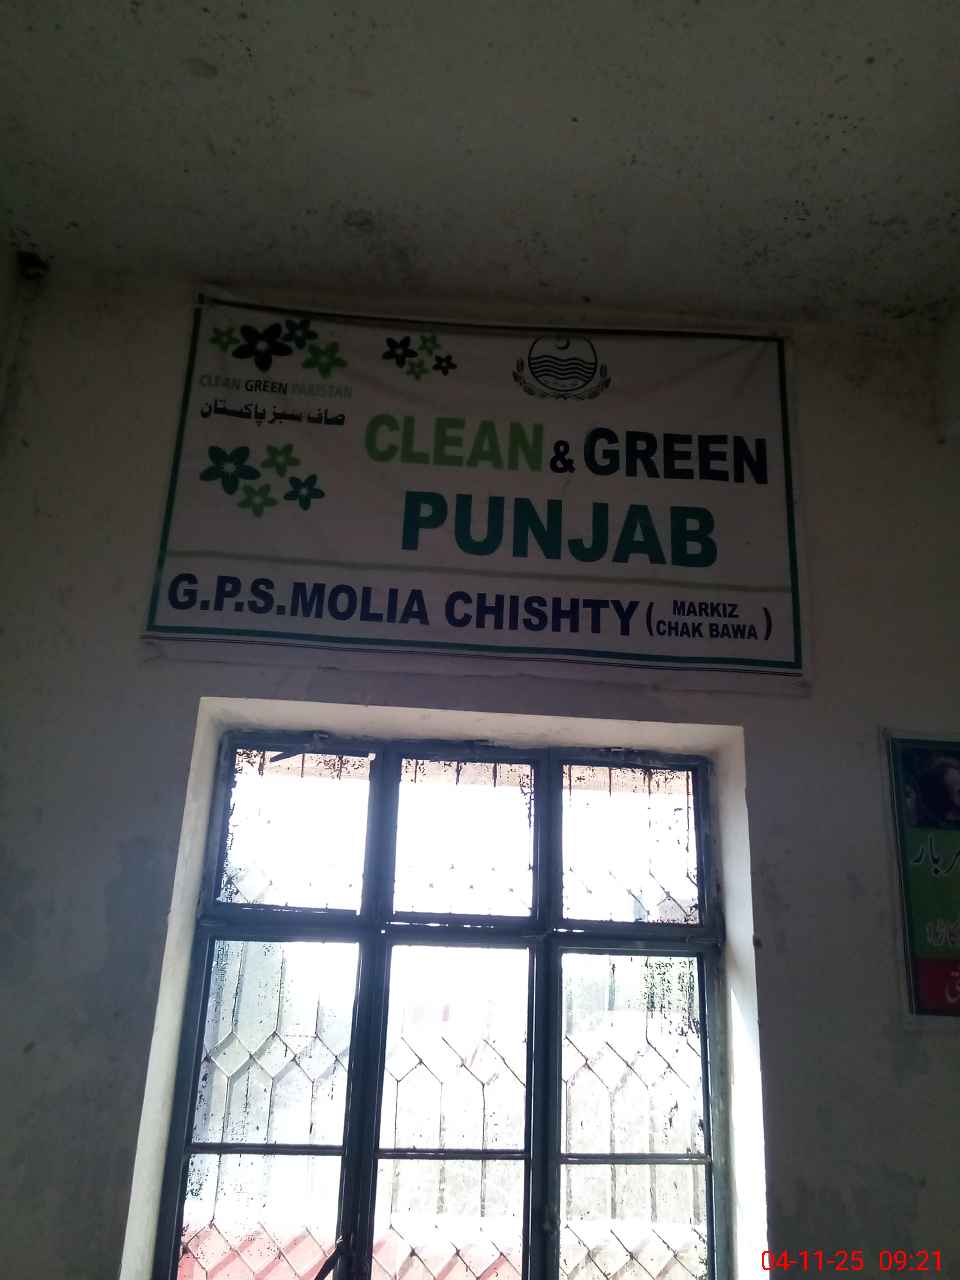 CLEAN GREEN PAKISTAN
صاف سبز پاکستان
CLEAN & GREEN
PUNJAB
G.P.S. MOLIA CHISHTY (MARKIZ CHAK BAWA)
04-11-25 09:21